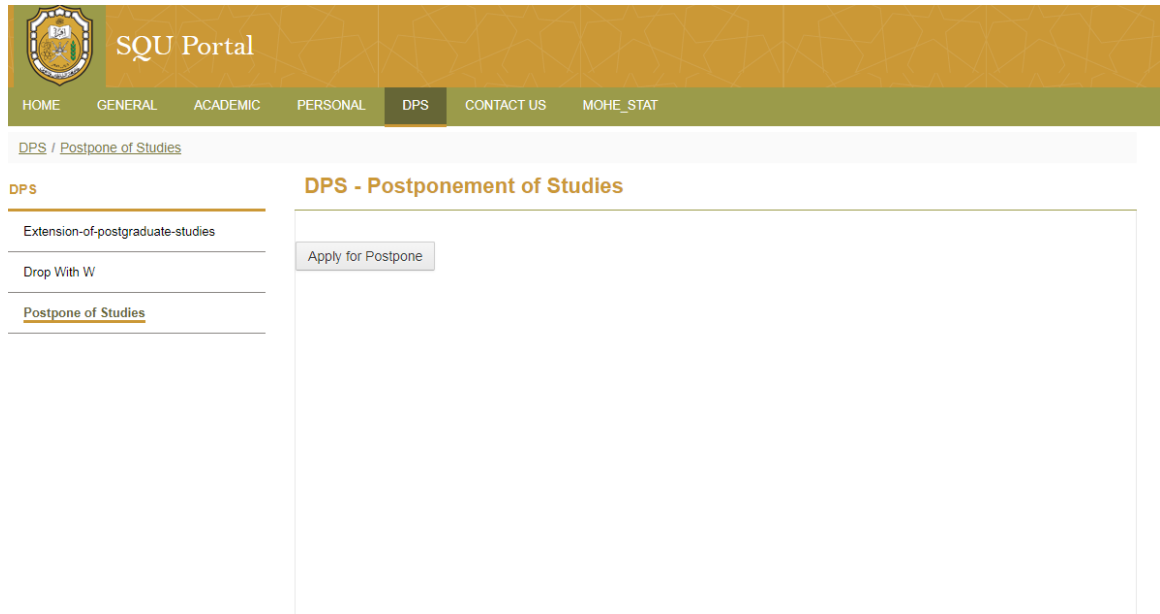 SQU Portal
HOME GENERAL ACADEMIC PERSONAL DPS CONTACT US MOHE_STAT
DPS / Postpone of Studies
DPS
Extension-of-postgraduate-studies
Drop With W
Postpone of Studies
DPS - Postponement of Studies
Apply for Postpone